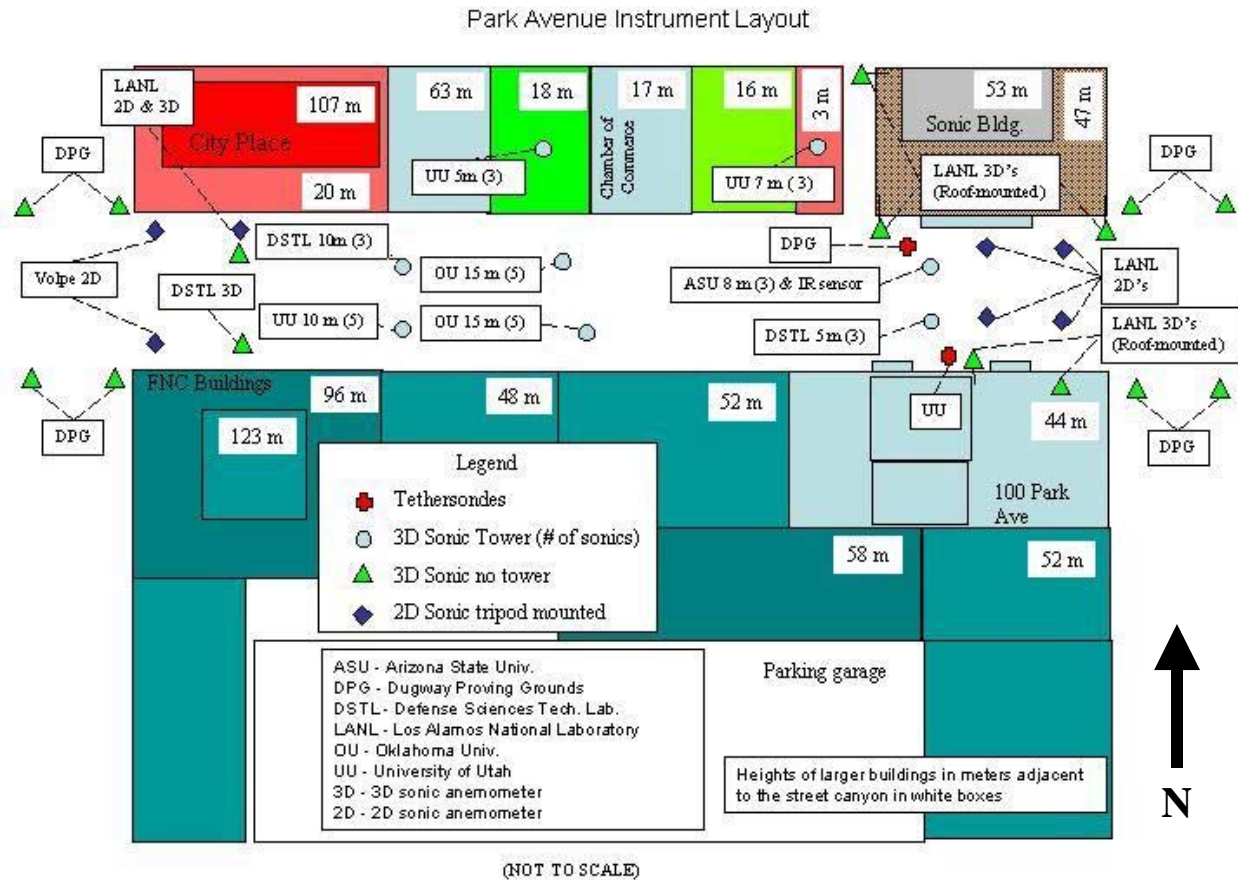 Park Avenue Instrument Layout
LANL
2D & 3D
107 m
City Place
20 m
63 m
18 m
17 m
16 m
3 m
53 m
Sonic Bldg.
47 m
Chamber of
Commerce
UU 5m (3)
UU 7 m ( 3)
LANL 3D's
(Roof-mounted)
DPG
DPG
DSTL 10m (3)
OU 15 m (5)
DPG
ASU 8 m (3) & IR sensor
LANL
2D's
Volpe 2D
DSTL 3D
UU 10 m (5)
OU 15 m (5)
DSTL 5m (3)
LANL 3D's
(Roof-mounted)
FNC Buildings
96 m
48 m
52 m
UU
44 m
DPG
DPG
123 m
100 Park
Ave
Legend
Tethersondes
3D Sonic Tower (# of sonics)
3D Sonic no tower
2D Sonic tripod mounted
58 m
52 m
Parking garage
ASU - Arizona State Univ.
DPG - Dugway Proving Grounds
DSTL - Defense Sciences Tech. Lab.
LANL - Los Alamos National Laboratory
OU - Oklahoma Univ.
UU - University of Utah
3D - 3D sonic anemometer
2D - 2D sonic anemometer
Heights of larger buildings in meters adjacent
to the street canyon in white boxes
N
(NOT TO SCALE)